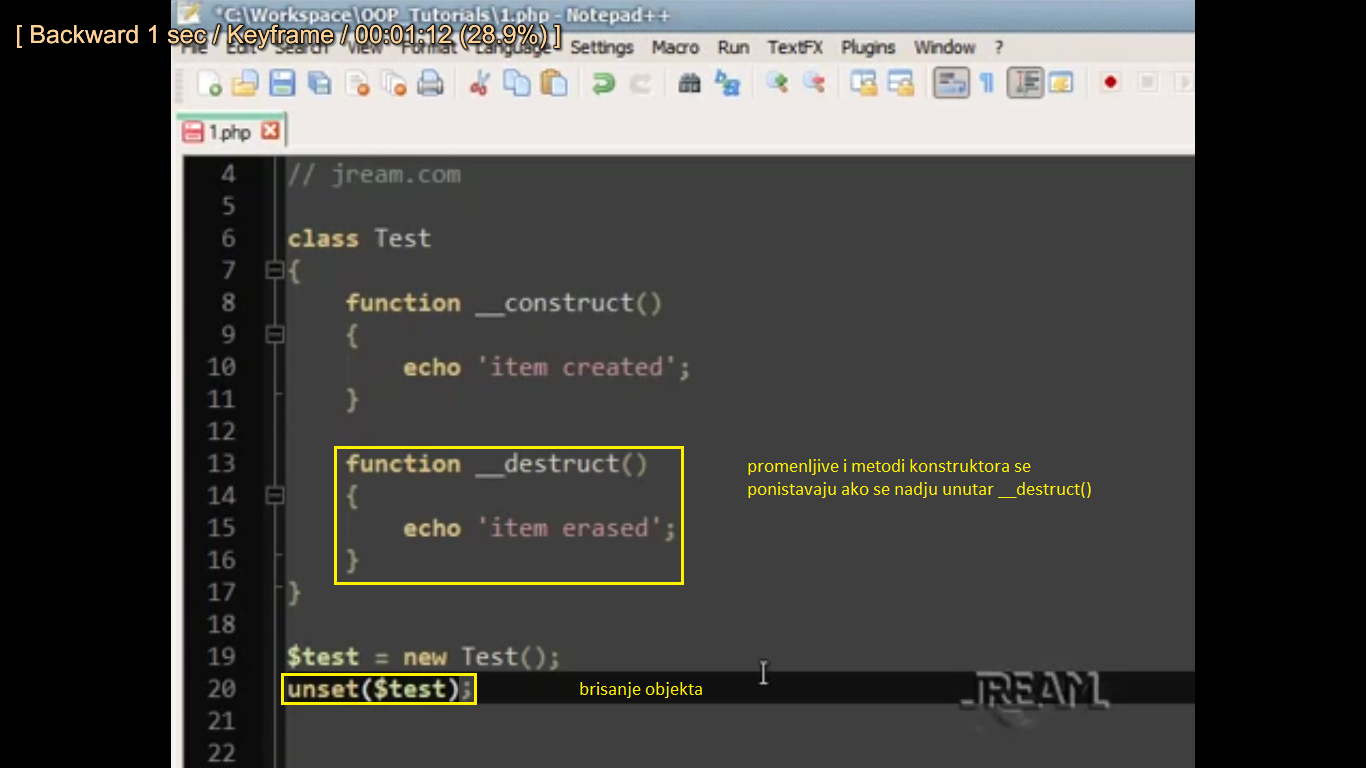 *C:\Workspace\OOP_Tutorials\1.php - Notepad++
[ Backward 1 sec / Keyframe / 00:01:12 (28.9%) ]
File Edit Search View Format Language Settings Macro Run TextFX Plugins Window ?
1.php
4 // jream.com
5
6 class Test
7 {
8 function __construct()
9 {
10 echo 'item created';
11 }
12
13 function __destruct()
14 {
15 echo 'item erased';
16 }
17 }
18
19 $test = new Test();
20 unset($test);
21
22
promenljive i metodi konstruktora se
ponistavaju ako se nadju unutar __destruct()
brisanje objekta
JREAM